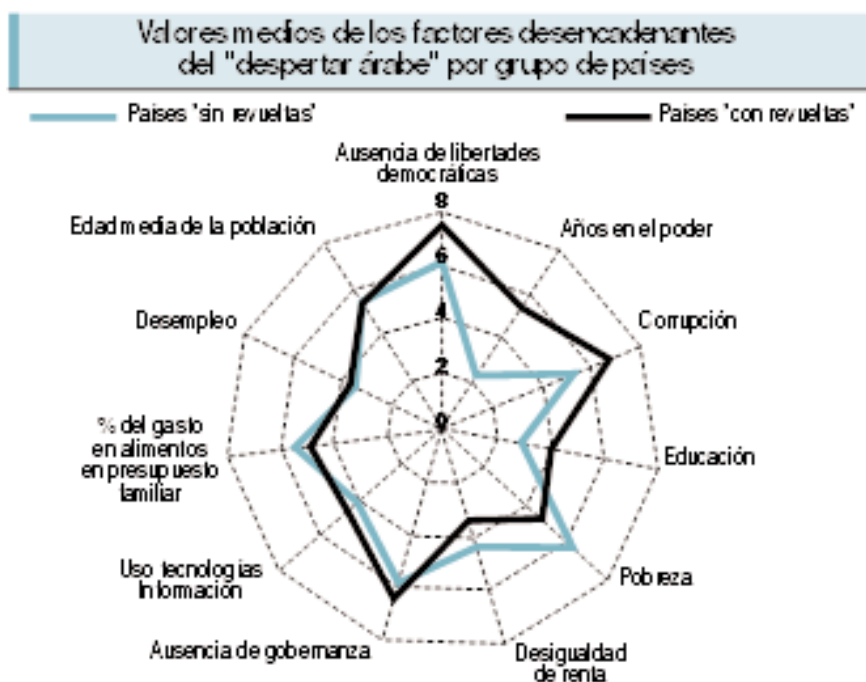 Valores medios de los factores desencadenantes
del "despertar árabe" por grupo de países
Países "sin revueltas"
Países "con revueltas"
Ausencia de libertades
democráticas
Edad media de la población
Años en el poder
Desempleo
Corrupción
% del gasto
en alimentos
en presupuesto
familiar
Educación
Uso tecnologías
Información
Pobreza
Ausencia de gobernanza
Desigualdad
de renta
8
6
4
2
0